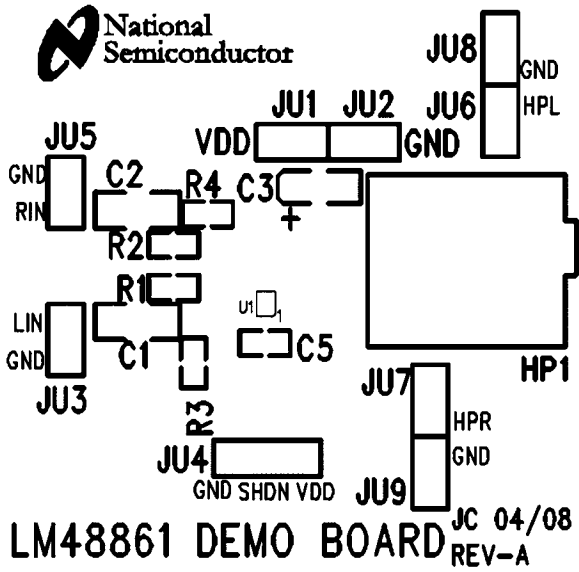 National
Semiconductor
JU8
GND
JU6
HPL
JU1 JU2
VDD GND
JU5
GND
RIN
C2
R4
C3
+
R2
R1
U1
1
LIN
GND
C1
C5
JU3
R3
HP1
JU7
HPR
GND
JU9
JU4
GND SHDN VDD
LM48861 DEMO BOARD
JC 04/08
REV-A